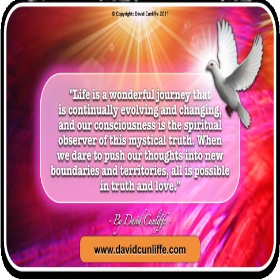 © Copyright: David Cunliffe 2017
"Life is a wonderful journey that
is continually evolving and changing,
and our consciousness is the spiritual
observer of this mystical truth. When
we dare to push our thoughts into new
boundaries and territories, all is possible
in truth and love."
- By David Cunliffe -
www.davidcunliffe.com